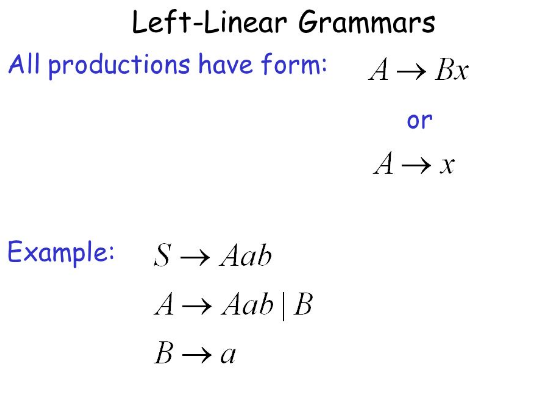 Left-Linear Grammars
All productions have form: A → Bx
or
A → x
Example: S → Aab
A → Aab | B
B → a